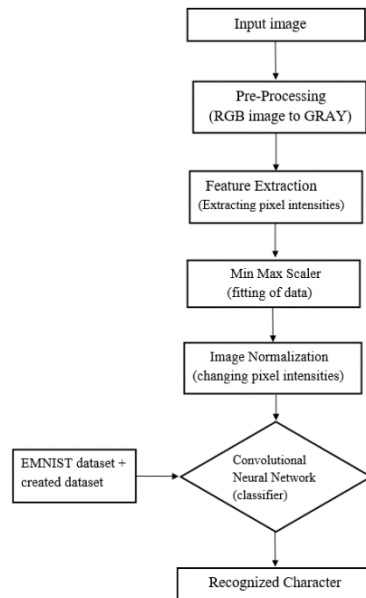 Input image
Pre-Processing
(RGB image to GRAY)
Feature Extraction
(Extracting pixel intensities)
Min Max Scaler
(fitting of data)
Image Normalization
(changing pixel intensities)
EMNIST dataset +
created dataset
Convolutional
Neural Network
(classifier)
Recognized Character